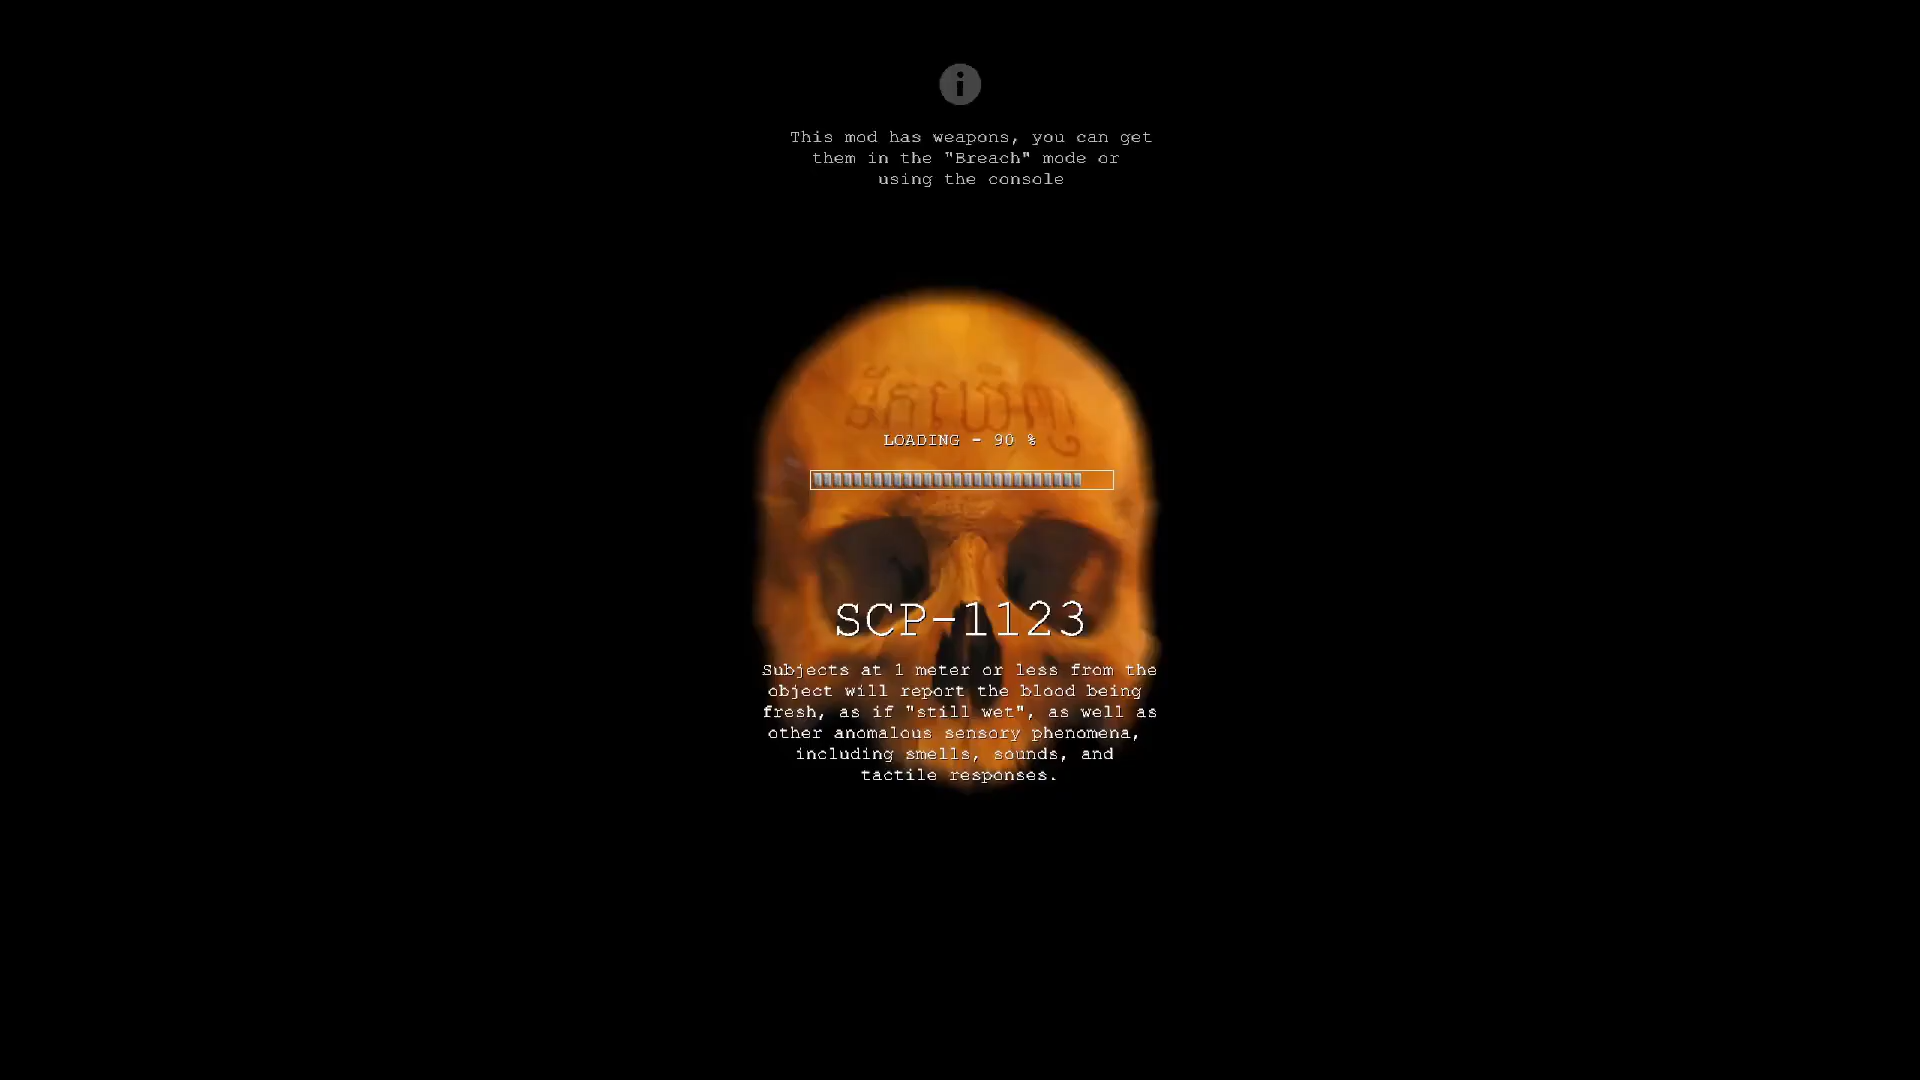 This mod has weapons, you can get
them in the "Breach" mode or
using the console
LOADING - 90 %
SCP-1123
Subjects at 1 meter or less from the
object will report the blood being
fresh, as if "still wet", as well as
other anomalous sensory phenomena,
including smells, sounds, and
tactile responses.